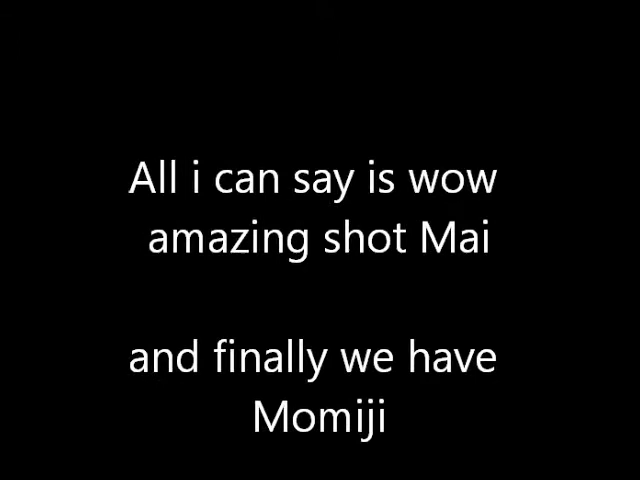 All i can say is wow
amazing shot Mai
and finally we have
Momiji